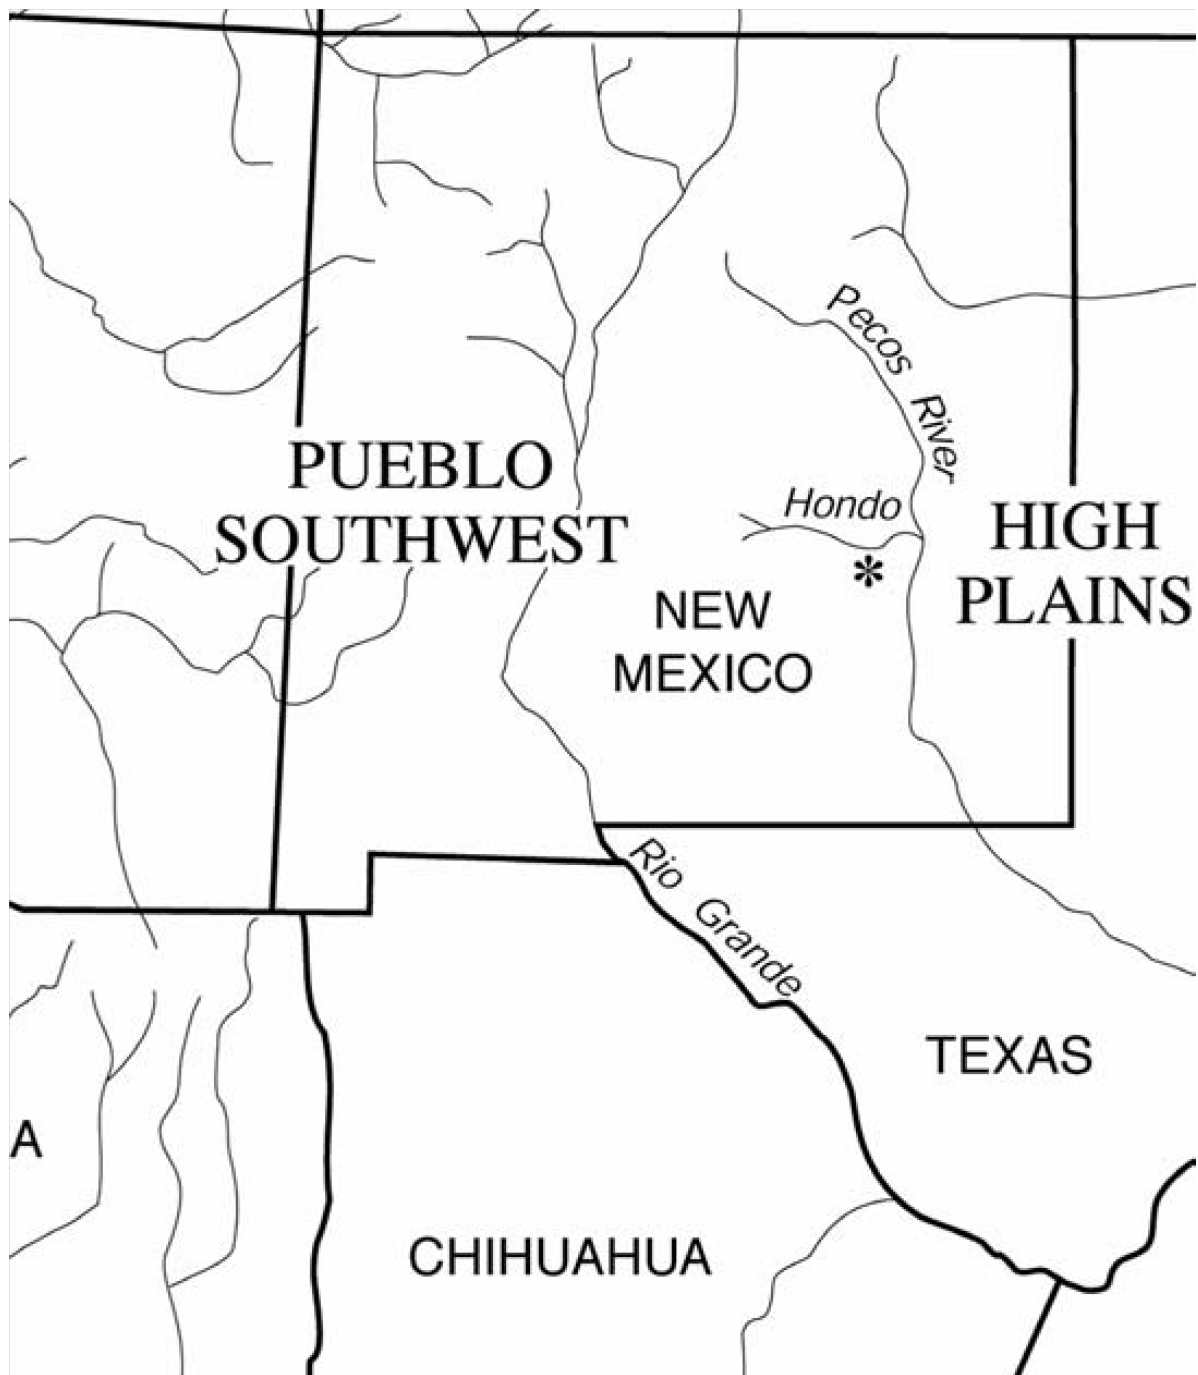 Pecos River
PUEBLO
SOUTHWEST
Hondo
HIGH
PLAINS
*
NEW
MEXICO
Rio Grande
TEXAS
A
CHIHUAHUA